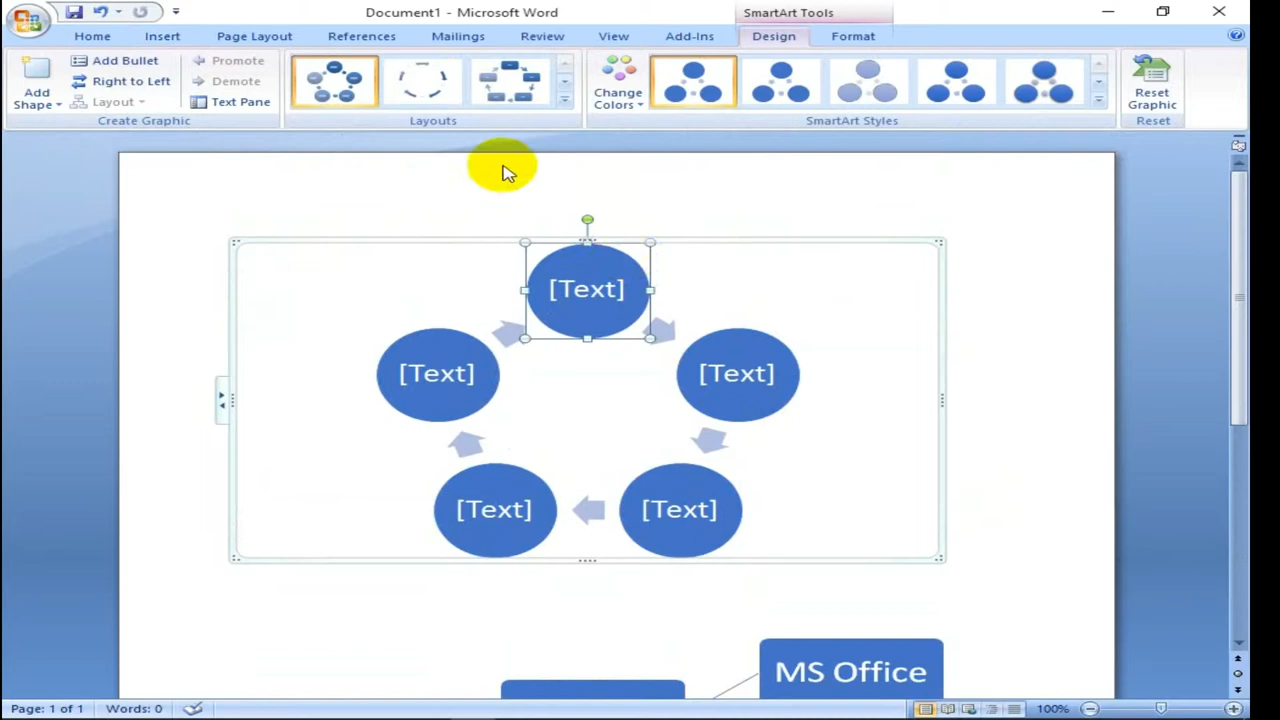 Document1 - Microsoft Word
SmartArt Tools
Home Insert Page Layout References Mailings Review View Add-Ins Design Format
Add Shape
Add Bullet
Right to Left
Layout
Promote
Demote
Text Pane
Create Graphic
Layouts
Change Colors
SmartArt Styles
Reset Graphic
Reset
[Text]
[Text]
[Text]
[Text]
[Text]
MS Office
Page: 1 of 1 Words: 0 100%